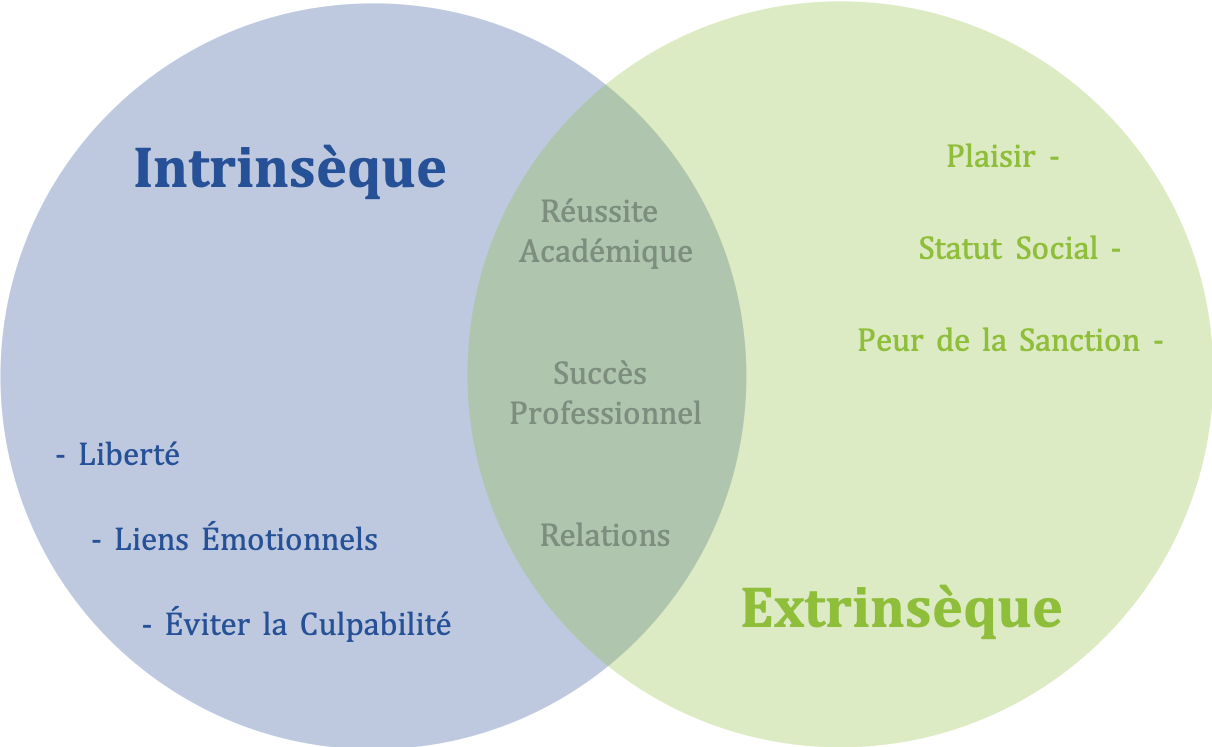 Intrinsèque
- Liberté
- Liens Émotionnels
- Éviter la Culpabilité
Réussite
Académique
Succès
Professionnel
Relations
Plaisir -
Statut Social -
Peur de la Sanction -
Extrinsèque